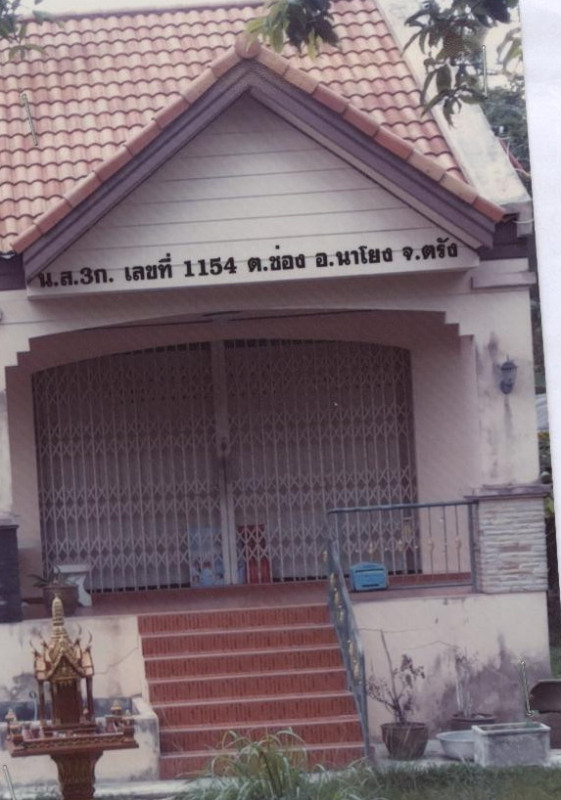 น.ส.3ก. เลขที่ 1154 ต.ช่อง อ.นาโยง จ.ตรัง